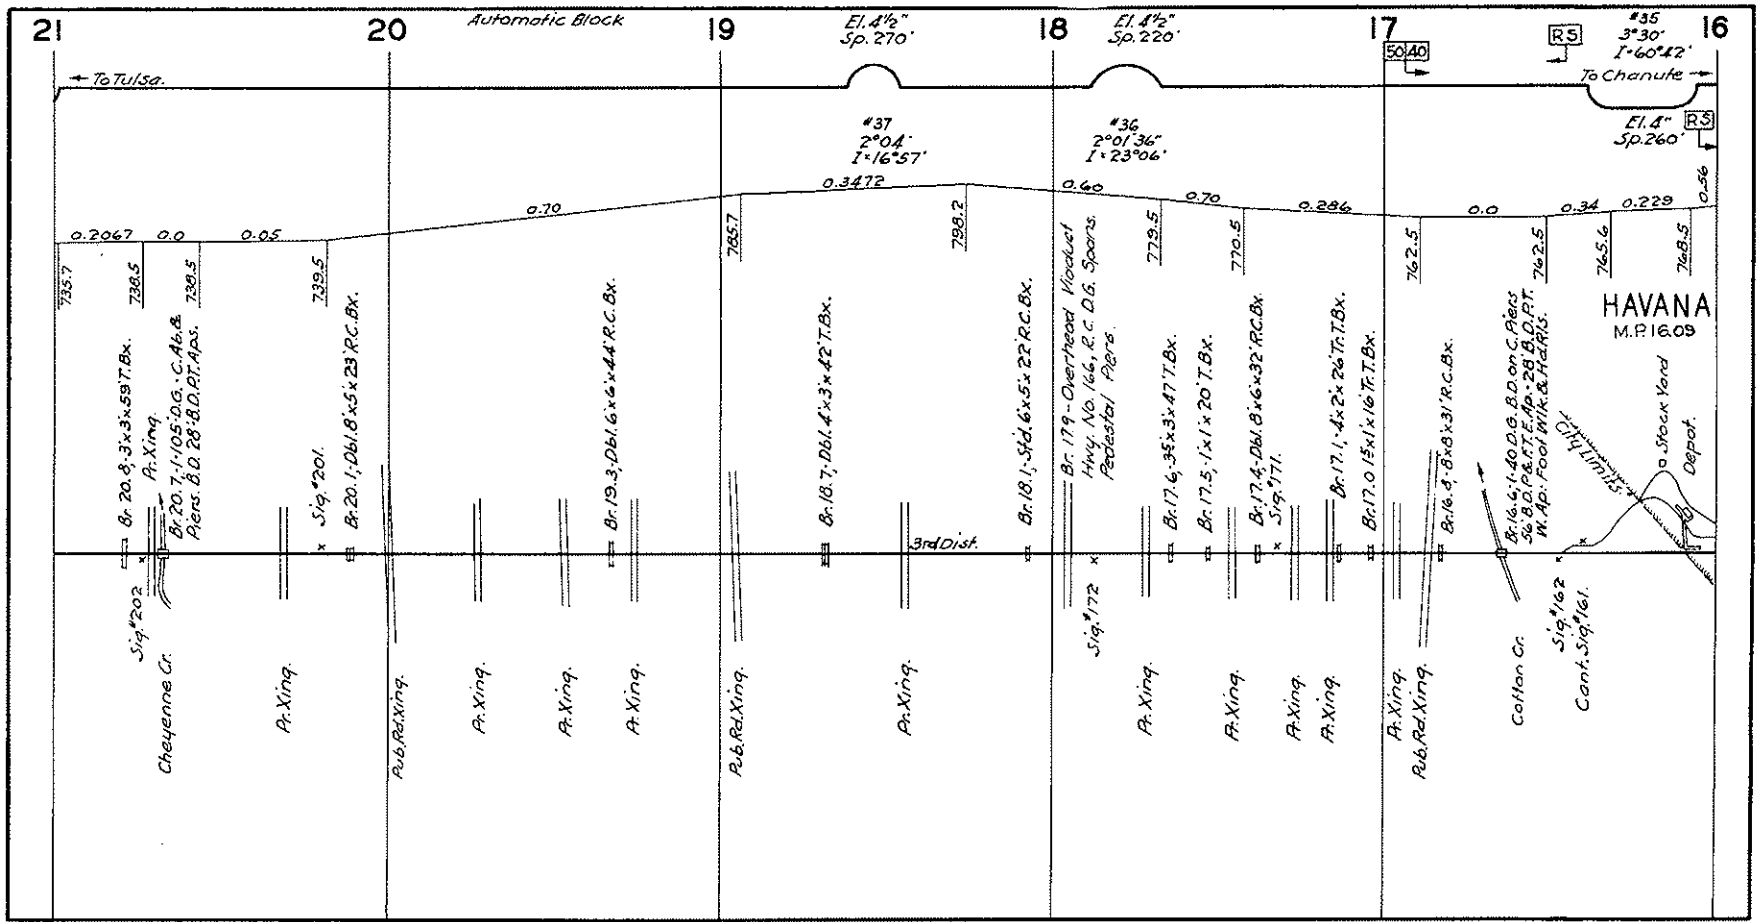 21
20
19
18
17
16
Automatic Block
El. 4½"
Sp. 270'
El. 4½"
Sp. 220'
#35
3°30'
I=60°42'
50 40
R5
← To Tulsa.
To Chanute →
#37
2°04'
I=16°57'
#36
2°01'36"
I=23°06'
El. 4"
Sp. 260'
R5
0.2067
0.0
0.05
0.70
0.3472
0.60
0.70
0.286
0.0
0.34
0.229
0.56
735.7
738.5
738.5
739.5
785.7
798.2
779.5
770.5
762.5
762.5
765.6
768.5
HAVANA
M.P. 16.09
Br. 20.8, 3'x3'x59' T. Bx.
Pr. Xing.
Br. 20.7,-1-105' D.G.-C. Ab. &
Piers. B.D. 28' B.D.P.T. Aps.
Sig. #201.
Br. 20.1,-Dbl. 8'x5'x23' R.C. Bx.
Br. 19.3, Dbl. 6'x6'x44' R.C. Bx.
Br. 18.7, Dbl. 4'x3'x42' T. Bx.
3rd Dist.
Br. 18.1,-Std. 6'x5'x22' R.C. Bx.
Br. 17.9 - Overhead Viaduct
Hwy. No. 166, R.C. D.G. Spans.
Pedestal Piers.
Br. 17.6,-3.5'x3'x47' T. Bx.
Br. 17.5,-1'x1'x20' T. Bx.
Br. 17.4,-Dbl. 8'x6'x32' R.C. Bx.
Sig. #171.
Br. 17.1,-4'x2'x26' Tr. T. Bx.
Br. 17.0 1.5'x1'x16' Tr. T. Bx.
Br. 16.8,-8'x8'x31' R.C. Bx.
Br. 16.6, 1-40' D.G. B.D. on C. Piers
56' B.D.P. & F.T. E. Ap.-28' B.D.P.T.
W. Ap.: Foot Wlk. & Hd. Rls.
City Limits
Stock Yard
Depot.
Sig. #202
Cheyenne Cr.
Pr. Xing.
Pub. Rd. Xing.
Pr. Xing.
Pr. Xing.
Pr. Xing.
Pub. Rd. Xing.
Pr. Xing.
Sig. #172
Pr. Xing.
Pr. Xing.
Pr. Xing.
Pr. Xing.
Pr. Xing.
Pub. Rd. Xing.
Cotton Cr.
Sig. #162
Cant. Sig. #161.